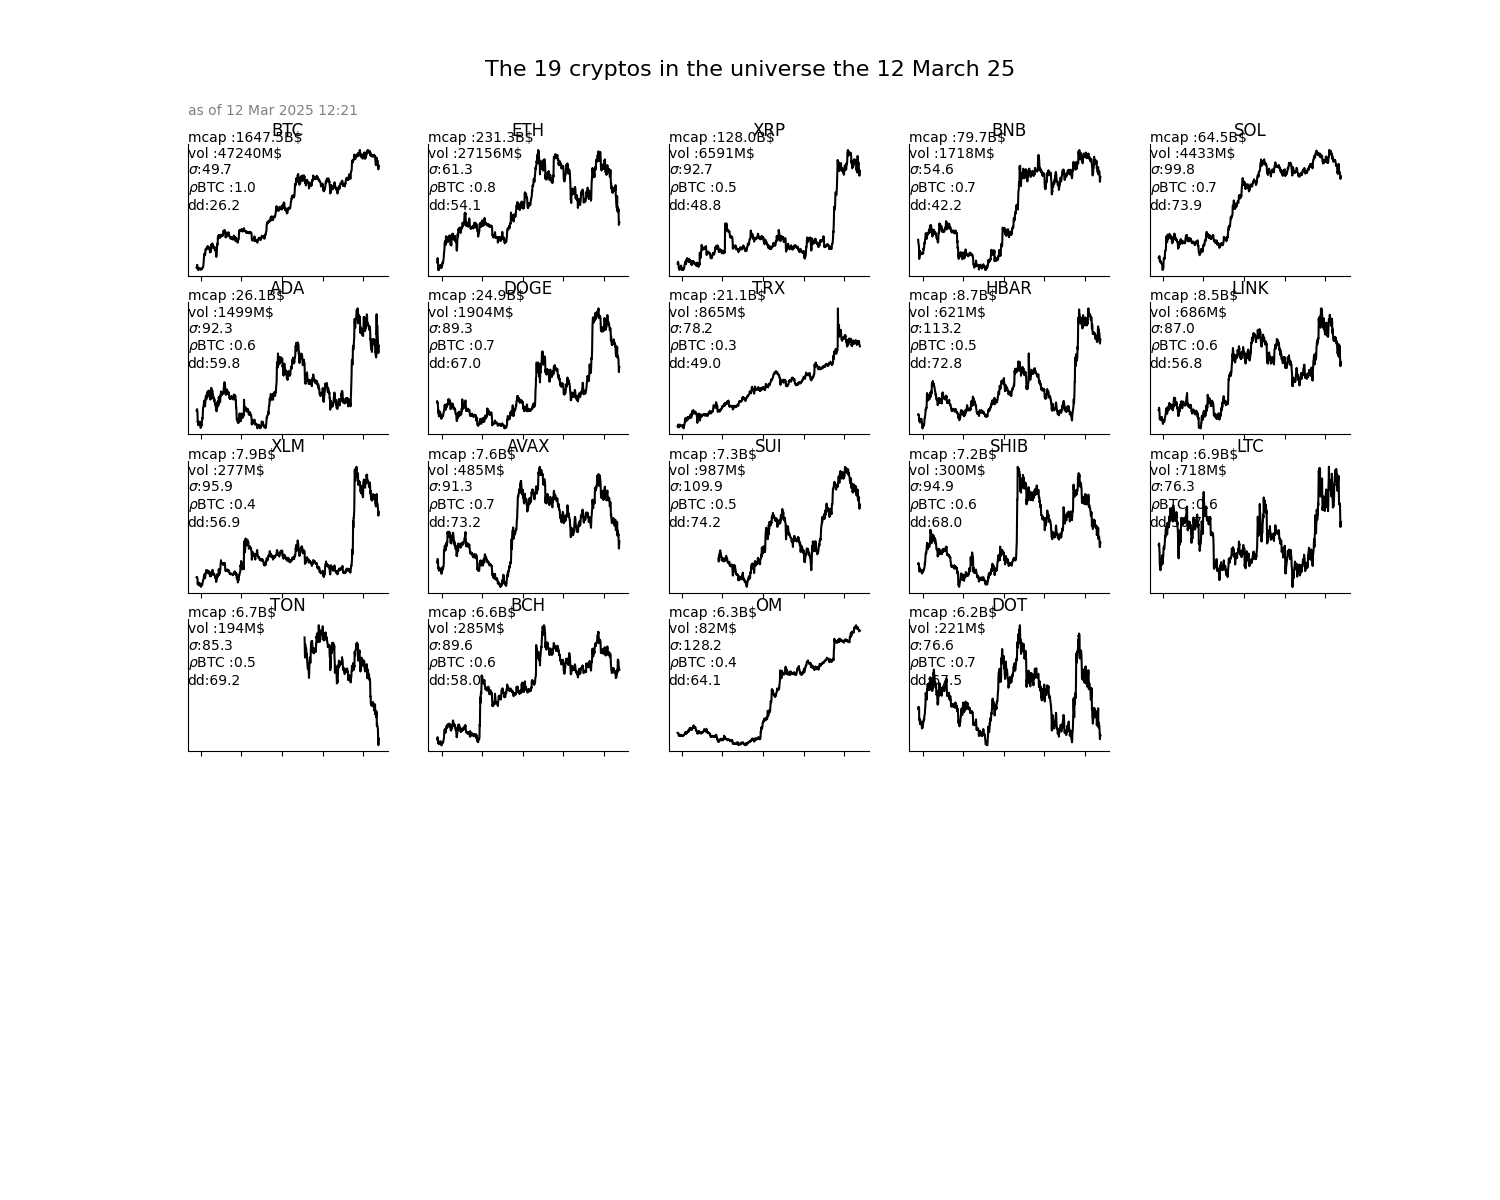 The 19 cryptos in the universe the 12 March 25
as of 12 Mar 2025 12:21
BTC
mcap :1647.5B$
vol :47240M$
σ:49.7
ρBTC :1.0
dd:26.2
ETH
mcap :231.3B$
vol :27156M$
σ:61.3
ρBTC :0.8
dd:54.1
XRP
mcap :128.0B$
vol :6591M$
σ:92.7
ρBTC :0.5
dd:48.8
BNB
mcap :79.7B$
vol :1718M$
σ:54.6
ρBTC :0.7
dd:42.2
SOL
mcap :64.5B$
vol :4433M$
σ:99.8
ρBTC :0.7
dd:73.9
ADA
mcap :26.1B$
vol :1499M$
σ:92.3
ρBTC :0.6
dd:59.8
DOGE
mcap :24.9B$
vol :1904M$
σ:89.3
ρBTC :0.7
dd:67.0
TRX
mcap :21.1B$
vol :865M$
σ:78.2
ρBTC :0.3
dd:49.0
HBAR
mcap :8.7B$
vol :621M$
σ:113.2
ρBTC :0.5
dd:72.8
LINK
mcap :8.5B$
vol :686M$
σ:87.0
ρBTC :0.6
dd:56.8
XLM
mcap :7.9B$
vol :277M$
σ:95.9
ρBTC :0.4
dd:56.9
AVAX
mcap :7.6B$
vol :485M$
σ:91.3
ρBTC :0.7
dd:73.2
SUI
mcap :7.3B$
vol :987M$
σ:109.9
ρBTC :0.5
dd:74.2
SHIB
mcap :7.2B$
vol :300M$
σ:94.9
ρBTC :0.6
dd:68.0
LTC
mcap :6.9B$
vol :718M$
σ:76.3
ρBTC :0.6
TON
mcap :6.7B$
vol :194M$
σ:85.3
ρBTC :0.5
dd:69.2
BCH
mcap :6.6B$
vol :285M$
σ:89.6
ρBTC :0.6
dd:58.0
OM
mcap :6.3B$
vol :82M$
σ:128.2
ρBTC :0.4
dd:64.1
DOT
mcap :6.2B$
vol :221M$
σ:76.6
ρBTC :0.7
dd:67.5